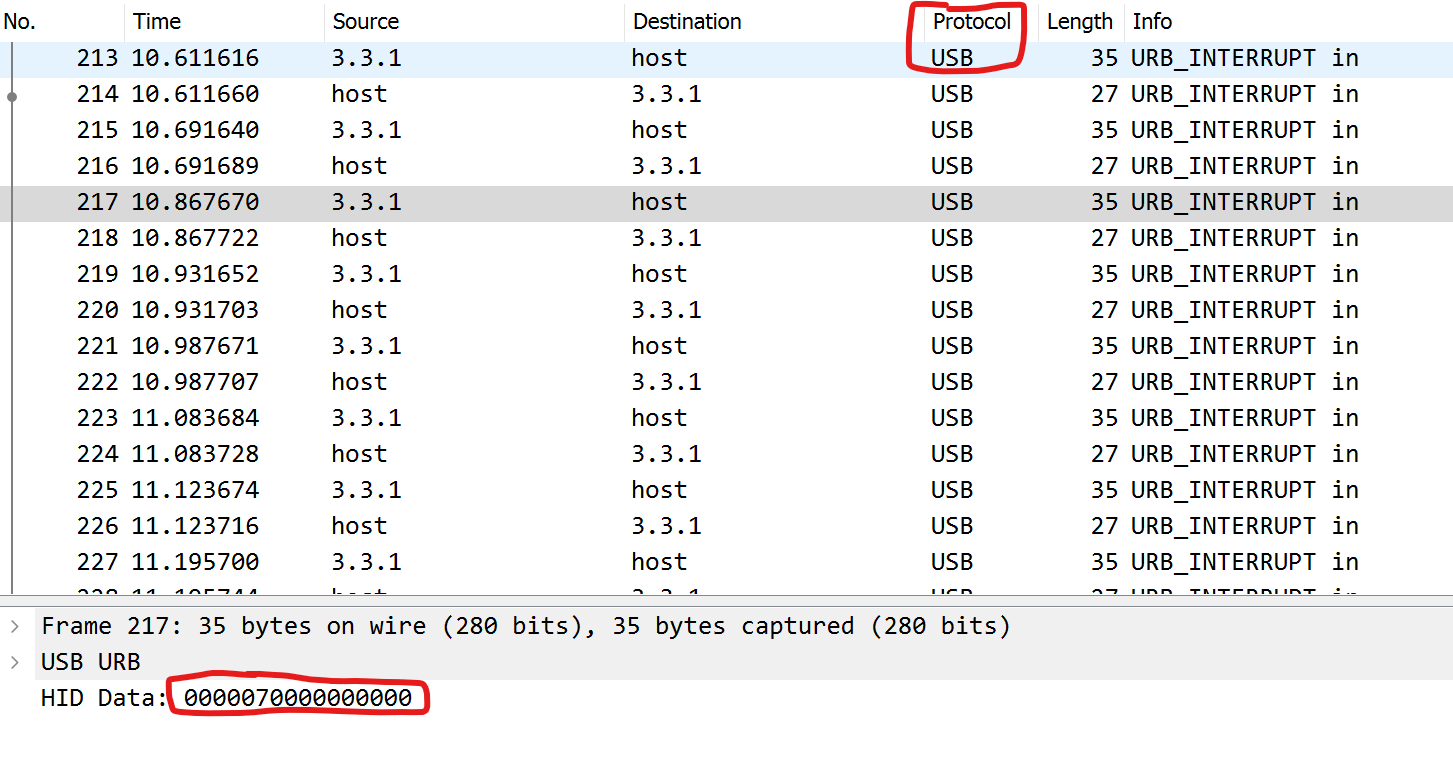 No. Time Source Destination Protocol Length Info
213 10.611616 3.3.1 host USB 35 URB_INTERRUPT in
214 10.611660 host 3.3.1 USB 27 URB_INTERRUPT in
215 10.691640 3.3.1 host USB 35 URB_INTERRUPT in
216 10.691689 host 3.3.1 USB 27 URB_INTERRUPT in
217 10.867670 3.3.1 host USB 35 URB_INTERRUPT in
218 10.867722 host 3.3.1 USB 27 URB_INTERRUPT in
219 10.931652 3.3.1 host USB 35 URB_INTERRUPT in
220 10.931703 host 3.3.1 USB 27 URB_INTERRUPT in
221 10.987671 3.3.1 host USB 35 URB_INTERRUPT in
222 10.987707 host 3.3.1 USB 27 URB_INTERRUPT in
223 11.083684 3.3.1 host USB 35 URB_INTERRUPT in
224 11.083728 host 3.3.1 USB 27 URB_INTERRUPT in
225 11.123674 3.3.1 host USB 35 URB_INTERRUPT in
226 11.123716 host 3.3.1 USB 27 URB_INTERRUPT in
227 11.195700 3.3.1 host USB 35 URB_INTERRUPT in
Frame 217: 35 bytes on wire (280 bits), 35 bytes captured (280 bits)
USB URB
HID Data: 0000070000000000